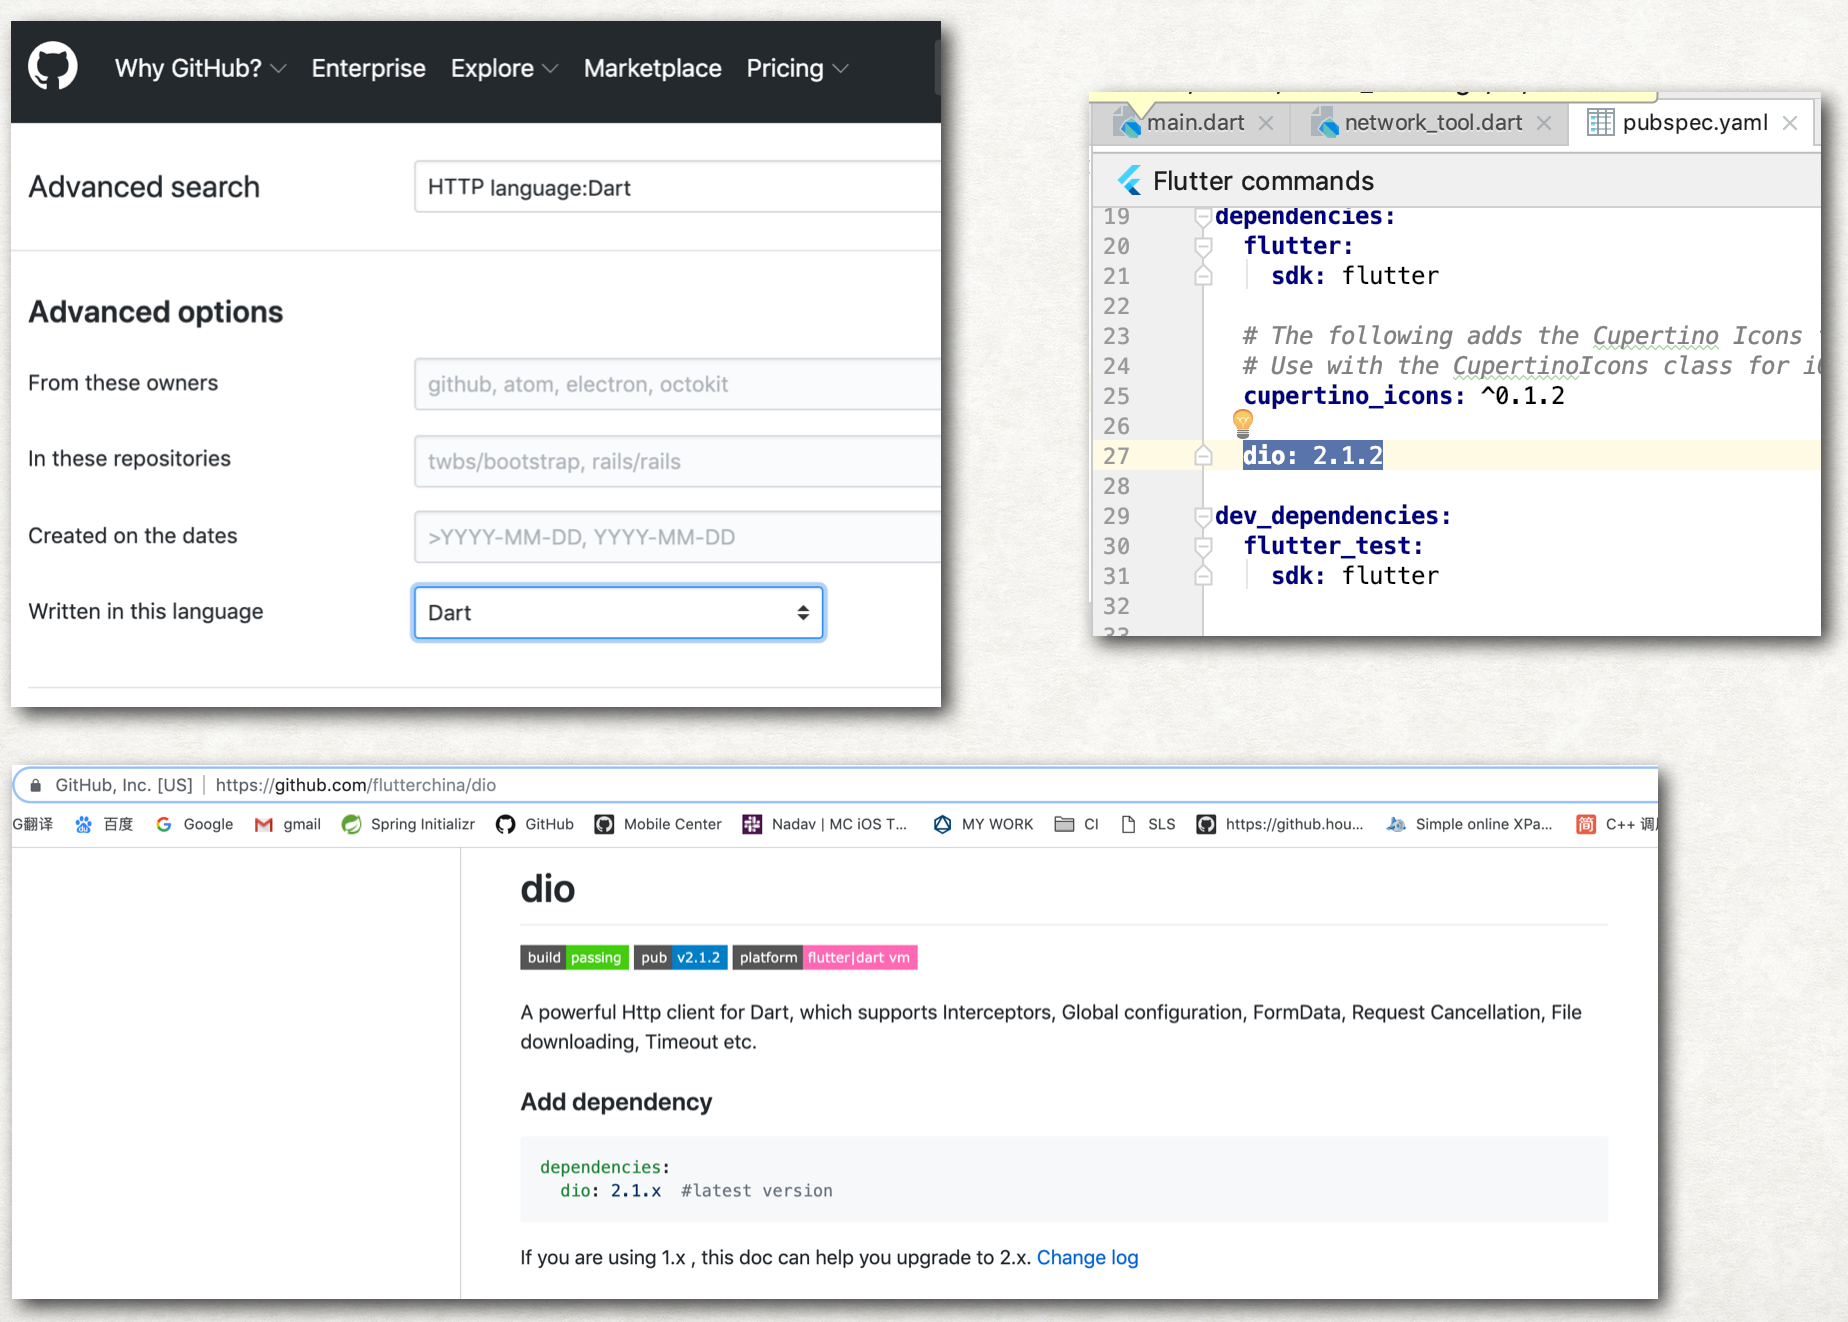 Why GitHub? Enterprise Explore Marketplace Pricing
Advanced search HTTP language:Dart
Advanced options
From these owners github, atom, electron, octokit
In these repositories twbs/bootstrap, rails/rails
Created on the dates >YYYY-MM-DD, YYYY-MM-DD
Written in this language Dart
main.dart network_tool.dart pubspec.yaml
Flutter commands
19 dependencies:
20 flutter:
21 sdk: flutter
22
23 # The following adds the Cupertino Icons
24 # Use with the CupertinoIcons class for
25 cupertino_icons: ^0.1.2
26
27 dio: 2.1.2
28
29 dev_dependencies:
30 flutter_test:
31 sdk: flutter
32
33
GitHub, Inc. [US] | https://github.com/flutterchina/dio
G翻译 百度 Google gmail Spring Initializr GitHub Mobile Center Nadav | MC iOS T... MY WORK CI SLS https://github.hou... Simple online XPa... 简 C++ 调
dio
build passing pub v2.1.2 platform flutter|dart vm
A powerful Http client for Dart, which supports Interceptors, Global configuration, FormData, Request Cancellation, File
downloading, Timeout etc.
Add dependency
dependencies:
dio: 2.1.x #latest version
If you are using 1.x , this doc can help you upgrade to 2.x. Change log